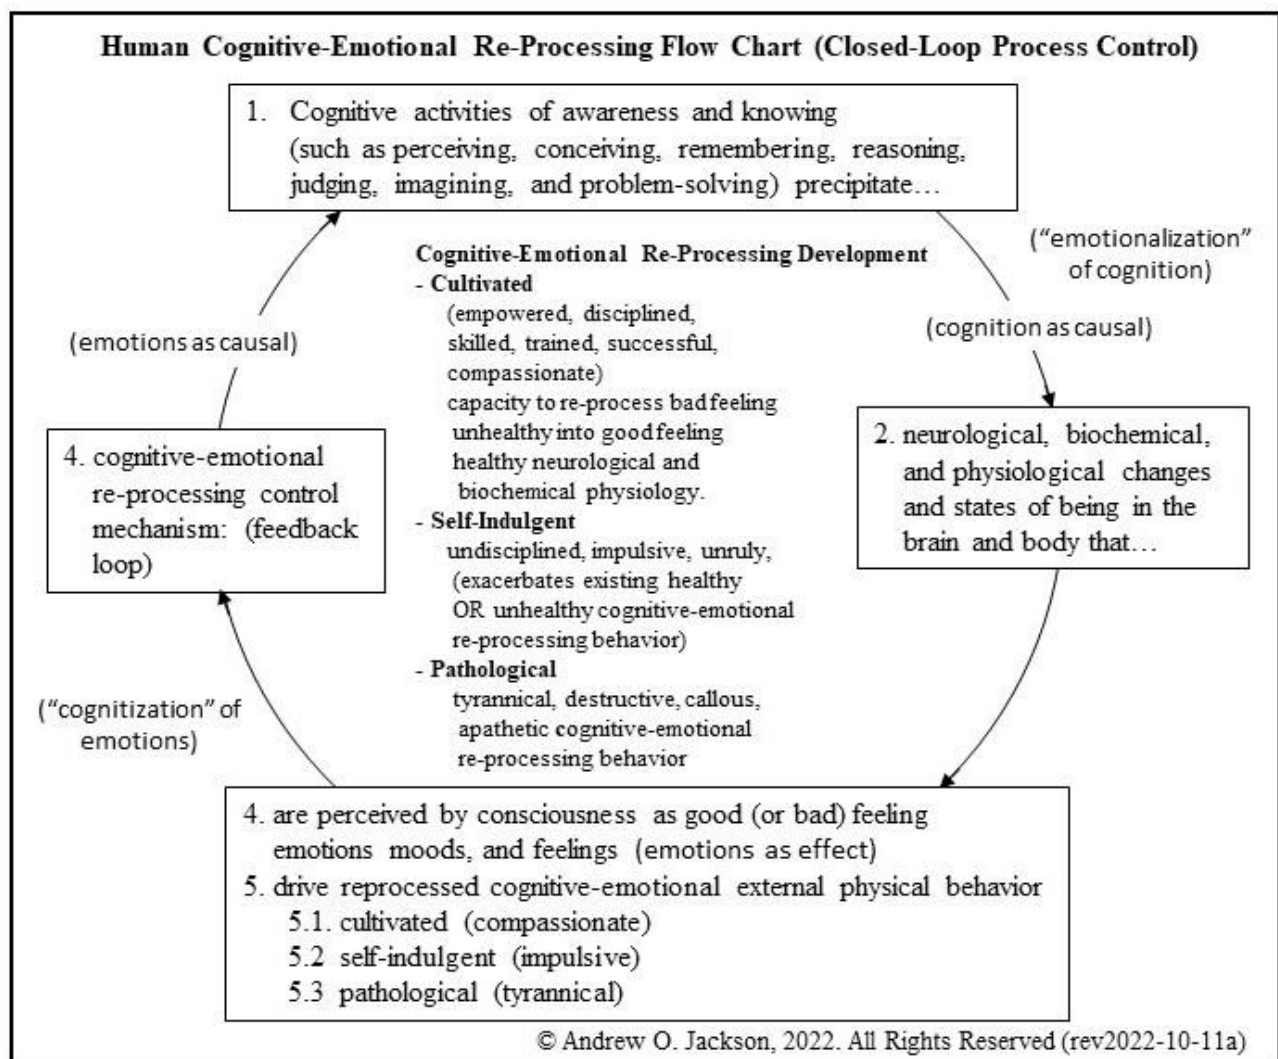 Human Cognitive-Emotional Re-Processing Flow Chart (Closed-Loop Process Control)
1. Cognitive activities of awareness and knowing
(such as perceiving, conceiving, remembering, reasoning,
judging, imagining, and problem-solving) precipitate…
("emotionalization"
of cognition)
(cognition as causal)
2. neurological, biochemical,
and physiological changes
and states of being in the
brain and body that…
Cognitive-Emotional Re-Processing Development
- Cultivated
(empowered, disciplined,
skilled, trained, successful,
compassionate)
capacity to re-process bad feeling
unhealthy into good feeling
healthy neurological and
biochemical physiology.
- Self-Indulgent
undisciplined, impulsive, unruly,
(exacerbates existing healthy
OR unhealthy cognitive-emotional
re-processing behavior)
- Pathological
tyrannical, destructive, callous,
apathetic cognitive-emotional
re-processing behavior
4. are perceived by consciousness as good (or bad) feeling
emotions moods, and feelings (emotions as effect)
5. drive reprocessed cognitive-emotional external physical behavior
5.1. cultivated (compassionate)
5.2 self-indulgent (impulsive)
5.3 pathological (tyrannical)
("cognitization" of
emotions)
4. cognitive-emotional
re-processing control
mechanism: (feedback
loop)
(emotions as causal)
© Andrew O. Jackson, 2022. All Rights Reserved (rev2022-10-11a)